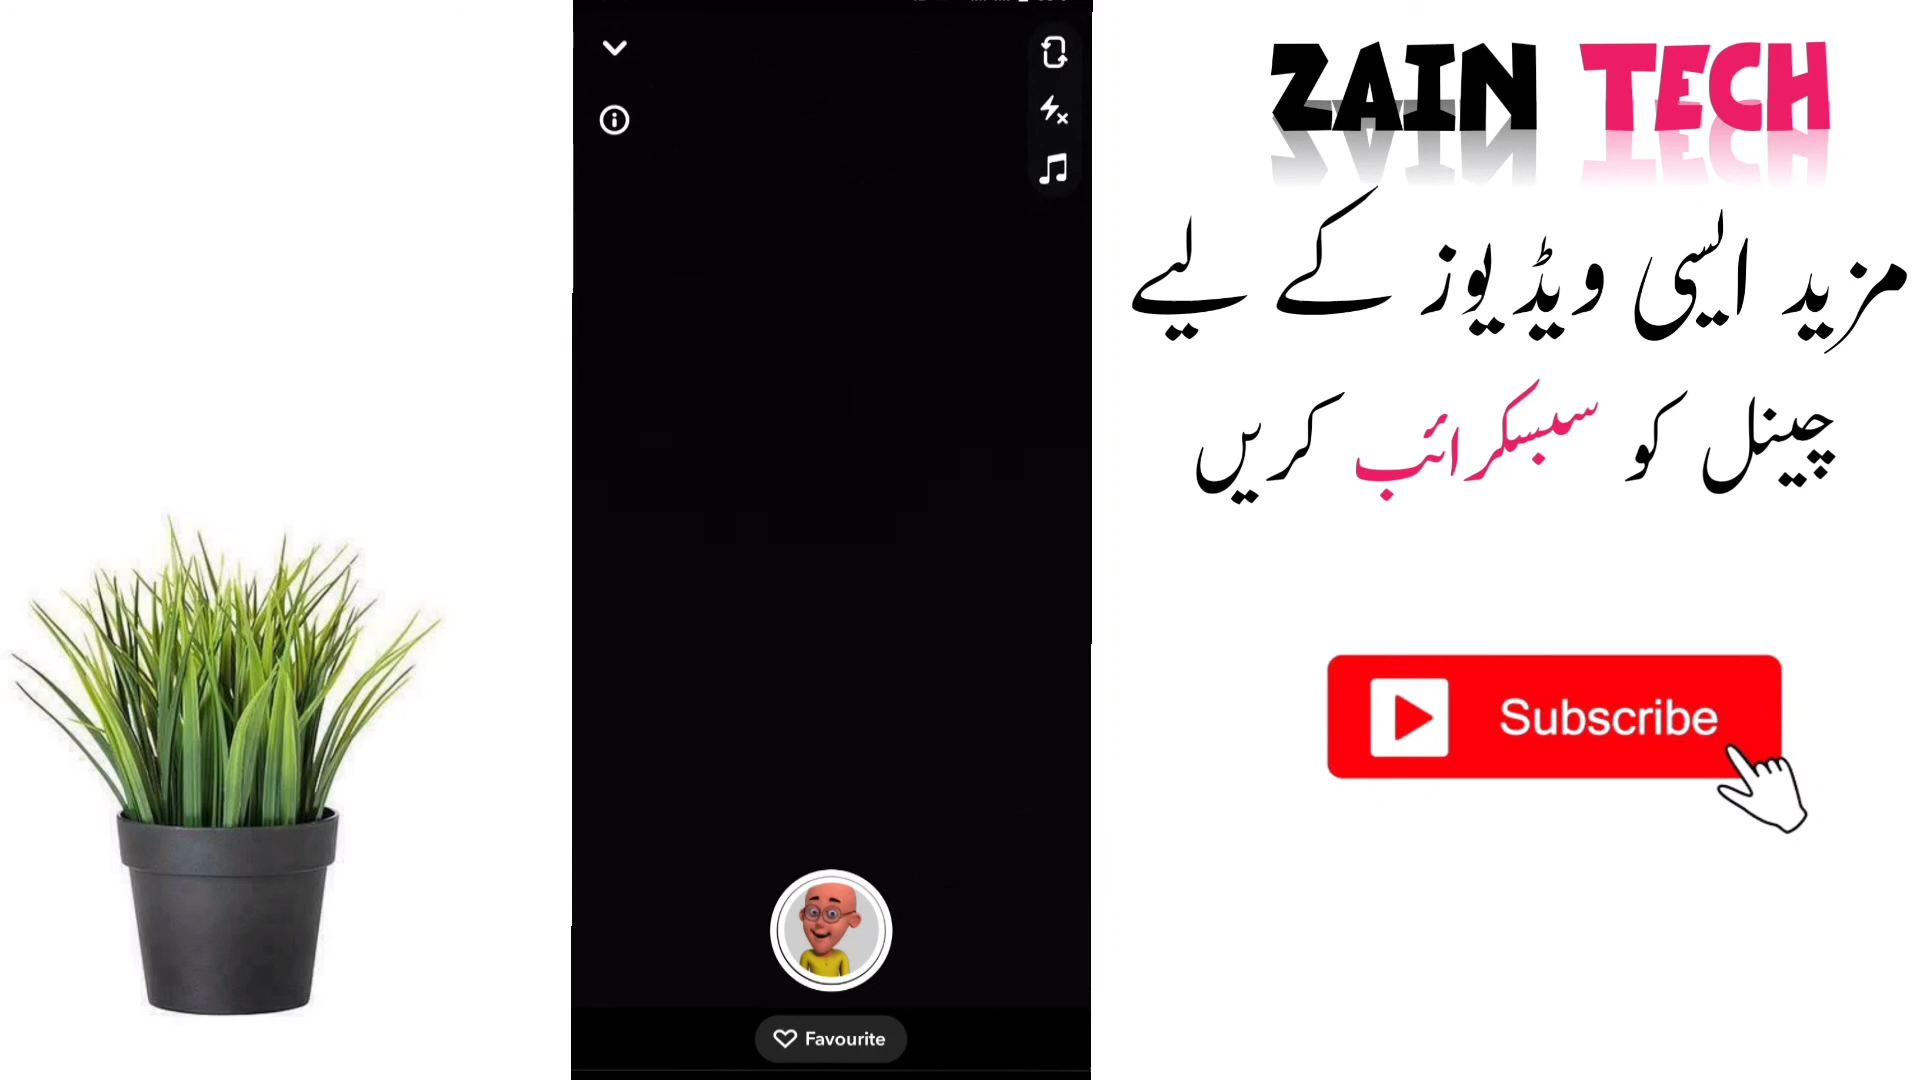 ZAIN TECH
مزید ایسی ویڈیوز کے لیے
چینل کو سبسکرائب کریں
Subscribe
Favourite